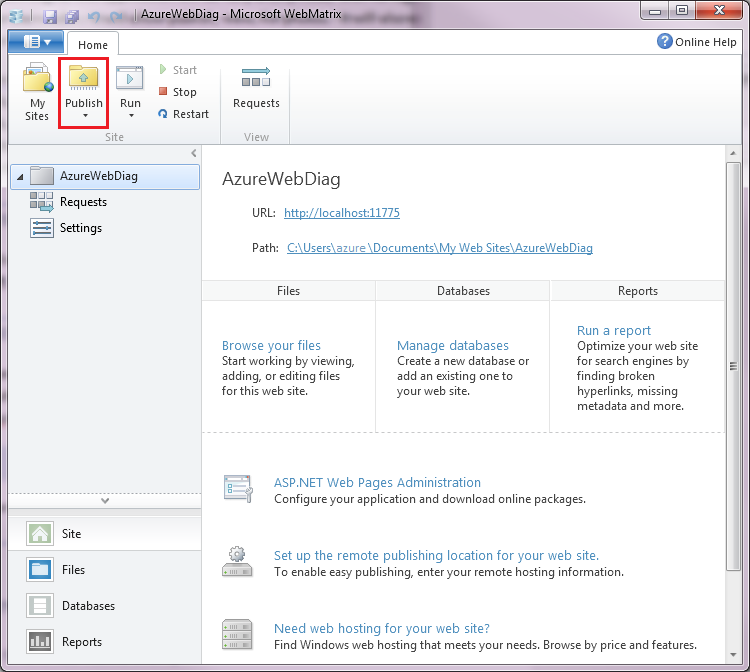 AzureWebDiag - Microsoft WebMatrix
Home
Online Help
My Sites
Publish
Run
Start
Stop
Restart
Site
Requests
View
AzureWebDiag
Requests
Settings
Site
Files
Databases
Reports
AzureWebDiag
URL: http://localhost:11775
Path: C:\Users\azure\Documents\My Web Sites\AzureWebDiag
Files
Databases
Reports
Browse your files
Start working by viewing,
adding, or editing files
for this web site.
Manage databases
Create a new database or
add an existing one to
your web site.
Run a report
Optimize your web site
for search engines by
finding broken
hyperlinks, missing
metadata and more.
ASP.NET Web Pages Administration
Configure your application and download online packages.
Set up the remote publishing location for your web site.
To enable easy publishing, enter your remote hosting information.
Need web hosting for your web site?
Find Windows web hosting that meets your needs. Browse by price and features.